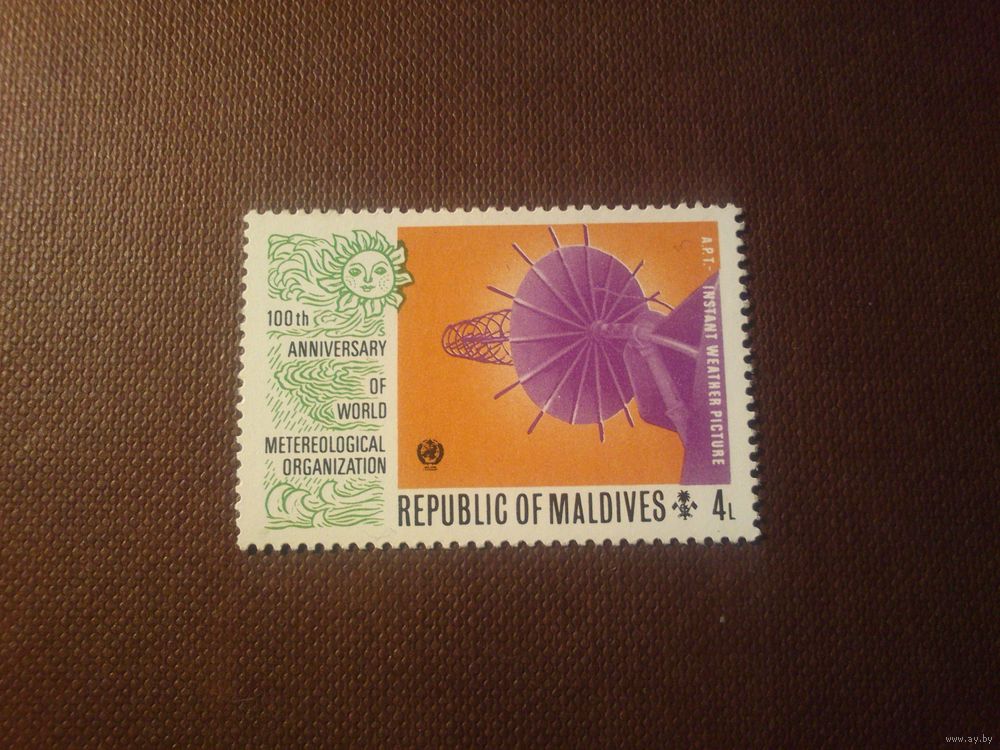 100th
ANNIVERSARY
OF
WORLD
METEREOLOGICAL
ORGANIZATION
A.P.T.- INSTANT WEATHER PICTURE
REPUBLIC OF MALDIVES 4L
www.ay.by